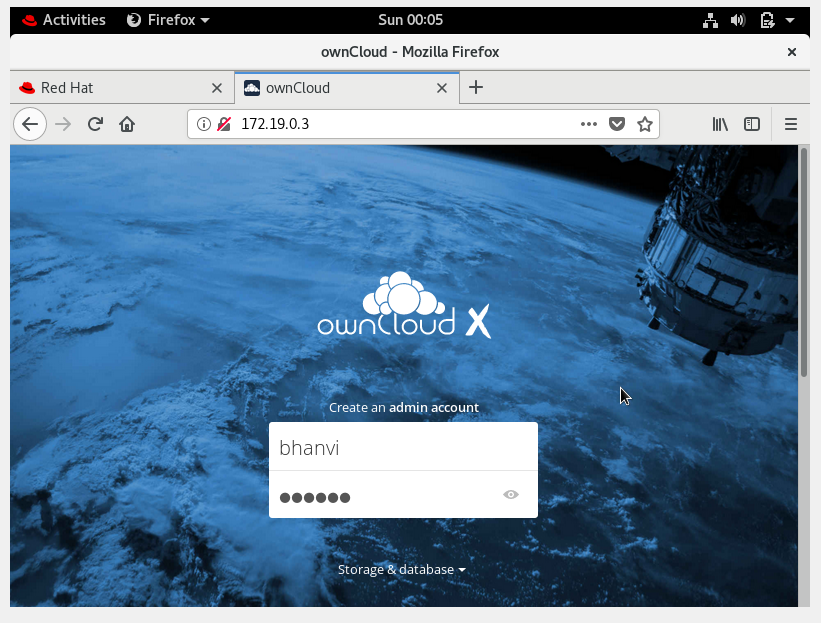 Activities Firefox Sun 00:05
ownCloud - Mozilla Firefox
Red Hat ownCloud
172.19.0.3
ownCloud X
Create an admin account
bhanvi
●●●●●●
Storage & database